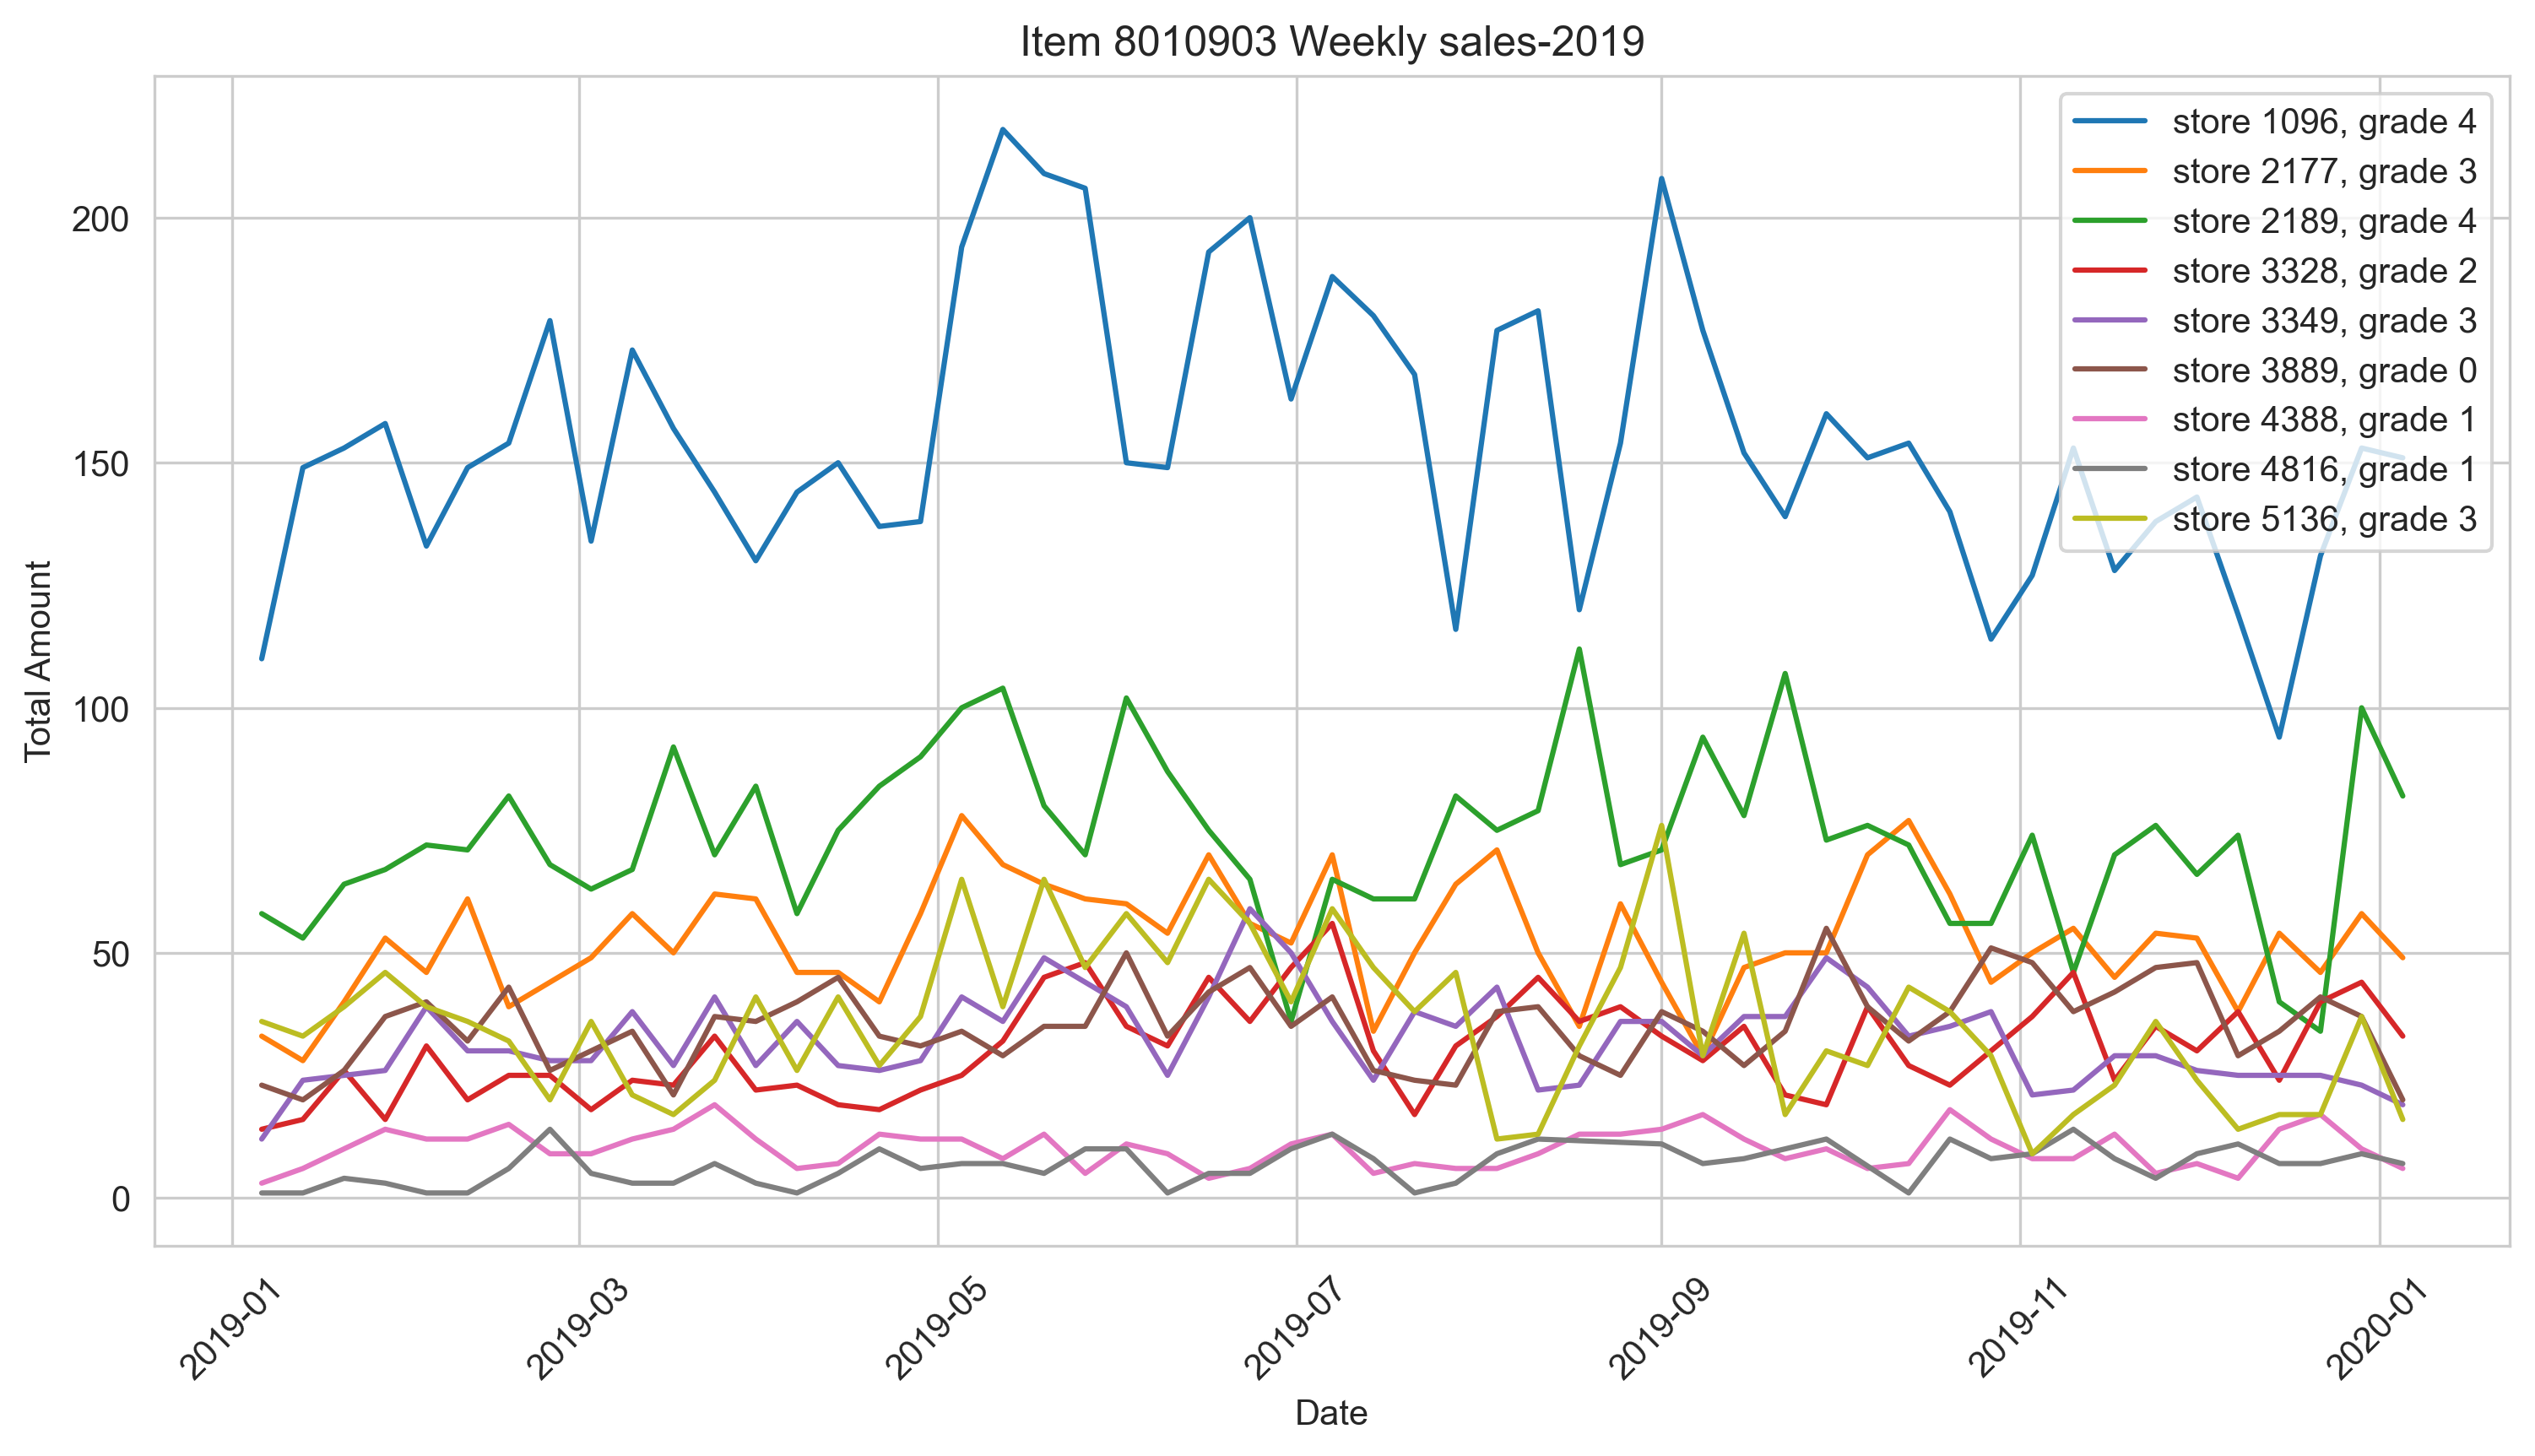 Item 8010903 Weekly sales-2019
store 1096, grade 4
store 2177, grade 3
store 2189, grade 4
store 3328, grade 2
store 3349, grade 3
store 3889, grade 0
store 4388, grade 1
store 4816, grade 1
store 5136, grade 3
Total Amount
200
150
100
50
0
2019-01
2019-03
2019-05
2019-07
2019-09
2019-11
2020-01
Date